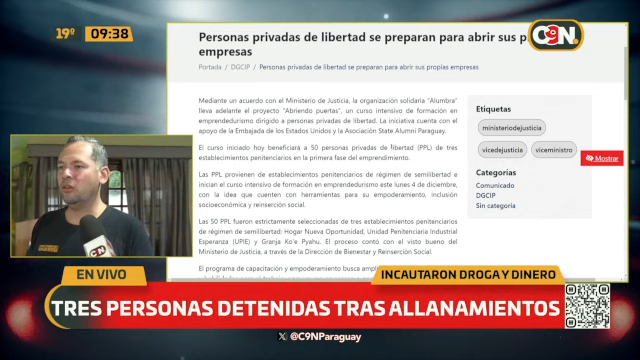 19º
09:38
Personas privadas de libertad se preparan para abrir sus p
empresas
C9N
Portada / DGCIP / Personas privadas de libertad se preparan para abrir sus propias empresas
Mediante un acuerdo con el Ministerio de Justicia, la organización solidaria "Alumbra"
lleva adelante el proyecto "Abriendo puertas", un curso intensivo de formación en
emprendedurismo dirigido a personas privadas de libertad. La iniciativa cuenta con el
apoyo de la Embajada de los Estados Unidos y la Asociación State Alumni Paraguay.
El curso iniciado hoy beneficiará a 50 personas privadas de libertad (PPL) de tres
establecimientos penitenciarios en la primera fase del emprendimiento.
Las PPL provienen de establecimientos penitenciarios de régimen de semilibertad e
inician el curso intensivo de formación en emprendedurismo este lunes 4 de diciembre,
con la idea que cuenten con herramientas para su empoderamiento, inclusión
socioeconómica y reinserción social.
Las 50 PPL fueron estrictamente selecionadas de tres establecimientos penitenciarios
de régimen de semilibertad: Hogar Nueva Oportunidad, Unidad Penitenciaria Industrial
Esperanza (UPIE) y Granja Ko'e Pyahu. El proceso contó con el visto bueno del
Ministerio de Justicia, a través de la Dirección de Bienestar y Reinserción Social.
El programa de capacitación y empoderamiento busca ampli
Etiquetas
ministeriodejusticia
vicedejusticia
viceministro
Mostrar
Categorías
Comunicado
DGCIP
Sin categoría
C9N
EN VIVO
INCAUTARON DROGA Y DINERO
TRES PERSONAS DETENIDAS TRAS ALLANAMIENTOS
@C9NParaguay